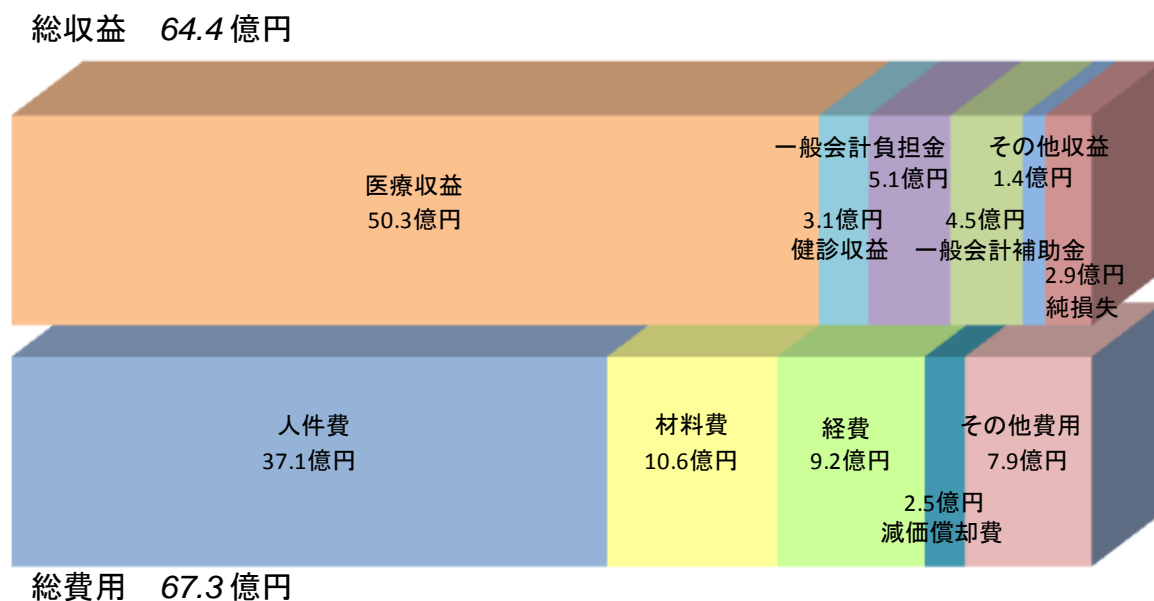 総収益 64.4億円
一般会計負担金 その他収益
医療収益
5.1億円 1.4億円
50.3億円
3.1億円 4.5億円
健診収益 一般会計補助金
2.9億円
純損失
人件費 材料費 経費 その他費用
37.1億円 10.6億円 9.2億円 7.9億円
2.5億円
減価償却費
総費用 67.3億円